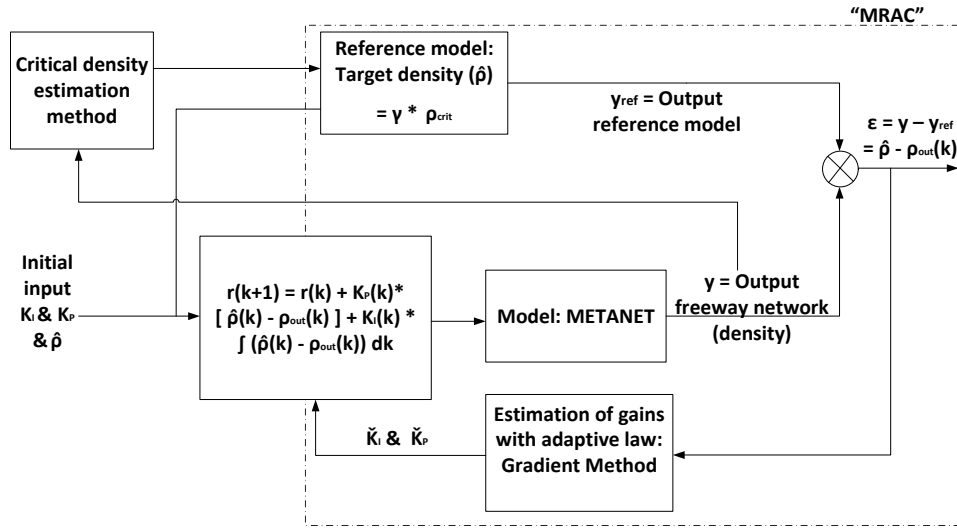 “MRAC”
Critical density
estimation
method
Reference model:
Target density (ρ̂)
= γ * ρcrit
yref = Output
reference model
ε = y – yref
= ρ̂ - ρout(k)
Initial
input
KI & KP
& ρ̂
r(k+1) = r(k) + KP(k)*
[ ρ̂(k) - ρout(k) ] + KI(k) *
∫ (ρ̂(k) - ρout(k)) dk
Model: METANET
y = Output
freeway network
(density)
ǨI & ǨP
Estimation of gains
with adaptive law:
Gradient Method